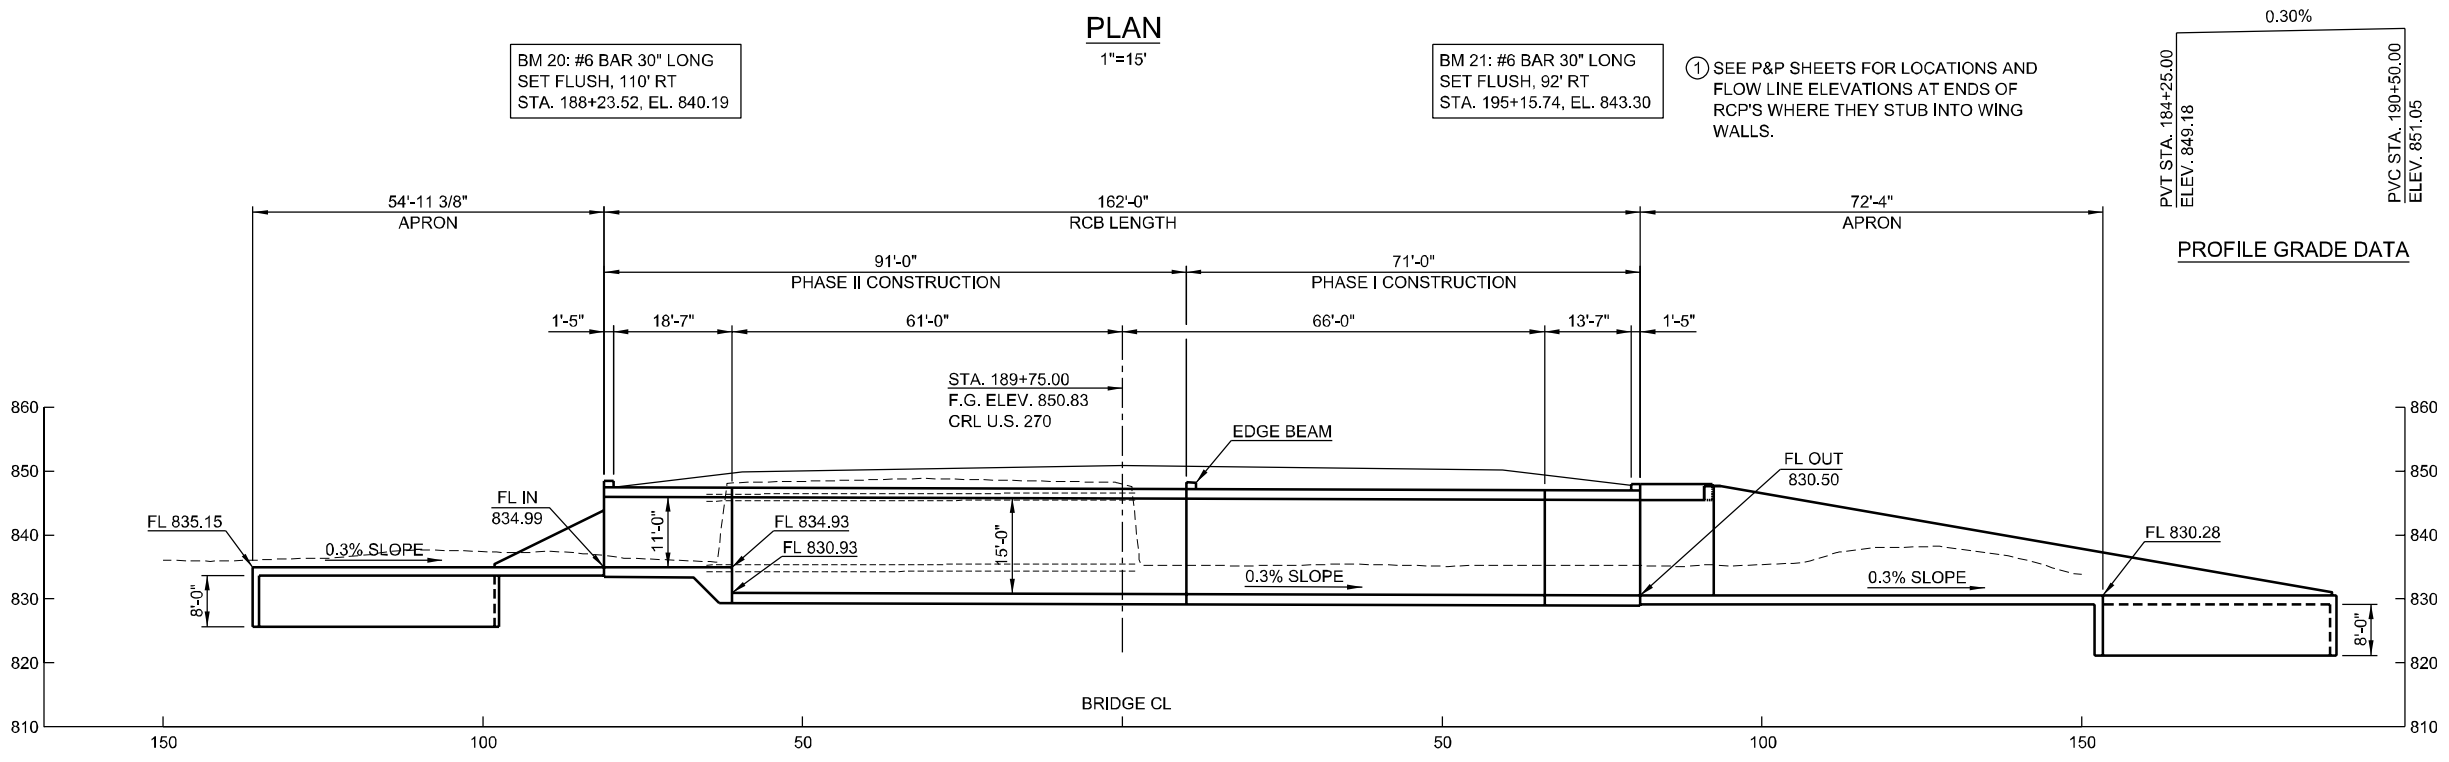 PLAN
1"=15'
BM 20: #6 BAR 30" LONG
SET FLUSH, 110' RT
STA. 188+23.52, EL. 840.19
BM 21: #6 BAR 30" LONG
SET FLUSH, 92' RT
STA. 195+15.74, EL. 843.30
1 SEE P&P SHEETS FOR LOCATIONS AND
FLOW LINE ELEVATIONS AT ENDS OF
RCP'S WHERE THEY STUB INTO WING
WALLS.
0.30%
PVT STA. 184+25.00
ELEV. 849.18
PVC STA. 190+50.00
ELEV. 851.05
PROFILE GRADE DATA
54'-11 3/8"
APRON
162'-0"
RCB LENGTH
72'-4"
APRON
91'-0"
PHASE II CONSTRUCTION
71'-0"
PHASE I CONSTRUCTION
1'-5"
18'-7"
61'-0"
66'-0"
13'-7"
1'-5"
STA. 189+75.00
F.G. ELEV. 850.83
CRL U.S. 270
EDGE BEAM
FL OUT
830.50
FL IN
834.99
FL 835.15
0.3% SLOPE
11'-0"
FL 834.93
FL 830.93
15'-0"
0.3% SLOPE
0.3% SLOPE
FL 830.28
8'-0"
8'-0"
860
850
840
830
820
810
860
850
840
830
820
810
BRIDGE CL
150
100
50
50
100
150